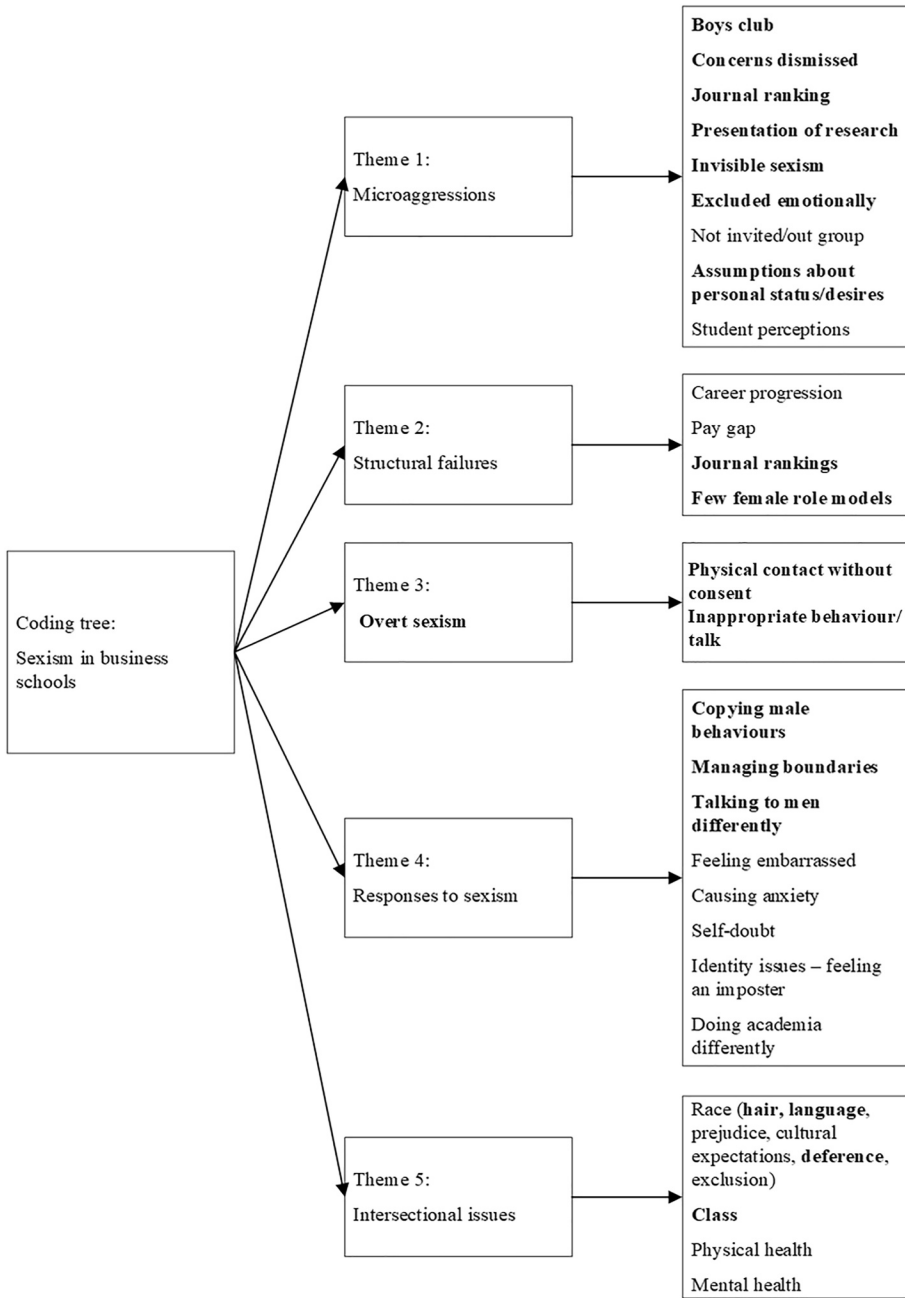 Coding tree:
Sexism in business
schools
Theme 1:
Microaggressions
Boys club
Concerns dismissed
Journal ranking
Presentation of research
Invisible sexism
Excluded emotionally
Not invited/out group
Assumptions about
personal status/desires
Student perceptions
Theme 2:
Structural failures
Career progression
Pay gap
Journal rankings
Few female role models
Theme 3:
Overt sexism
Physical contact without
consent
Inappropriate behaviour/
talk
Theme 4:
Responses to sexism
Copying male
behaviours
Managing boundaries
Talking to men
differently
Feeling embarrassed
Causing anxiety
Self-doubt
Identity issues – feeling
an imposter
Doing academia
differently
Theme 5:
Intersectional issues
Race (hair, language,
prejudice, cultural
expectations, deference,
exclusion)
Class
Physical health
Mental health